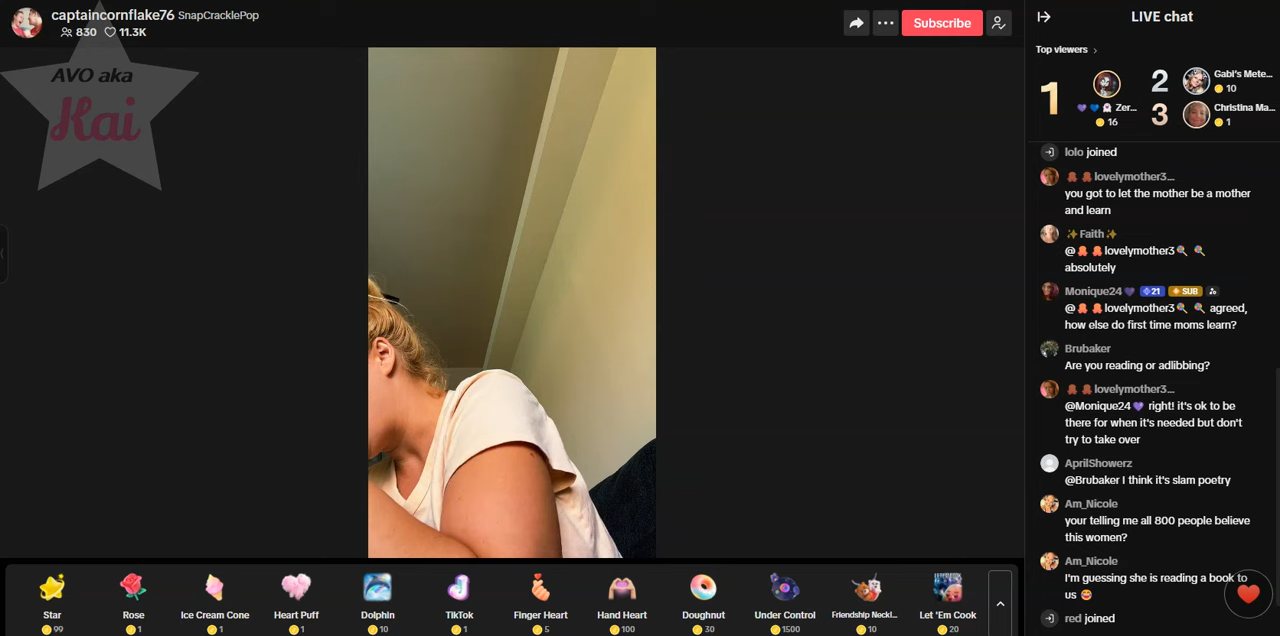 captaincornflake76 SnapCracklePop
830 11.3K
Subscribe
AVO aka
Kai
LIVE chat
Top viewers
1
Zer...
16
2
Gabi's Mete...
10
3
Christina Ma...
1
lolo joined
lovelymother3...
you got to let the mother be a mother
and learn
Faith
@lovelymother3
absolutely
Monique24 21 SUB
@lovelymother3 agreed,
how else do first time moms learn?
Brubaker
Are you reading or adlibbing?
lovelymother3...
@Monique24 right! it's ok to be
there for when it's needed but don't
try to take over
AprilShowerz
@Brubaker I think it's slam poetry
Am_Nicole
your telling me all 800 people believe
this women?
Am_Nicole
I'm guessing she is reading a book to
us
red joined
Star
99
Rose
1
Ice Cream Cone
1
Heart Puff
1
Dolphin
10
TikTok
1
Finger Heart
5
Hand Heart
100
Doughnut
30
Under Control
1500
Friendship Neckl...
10
Let 'Em Cook
20